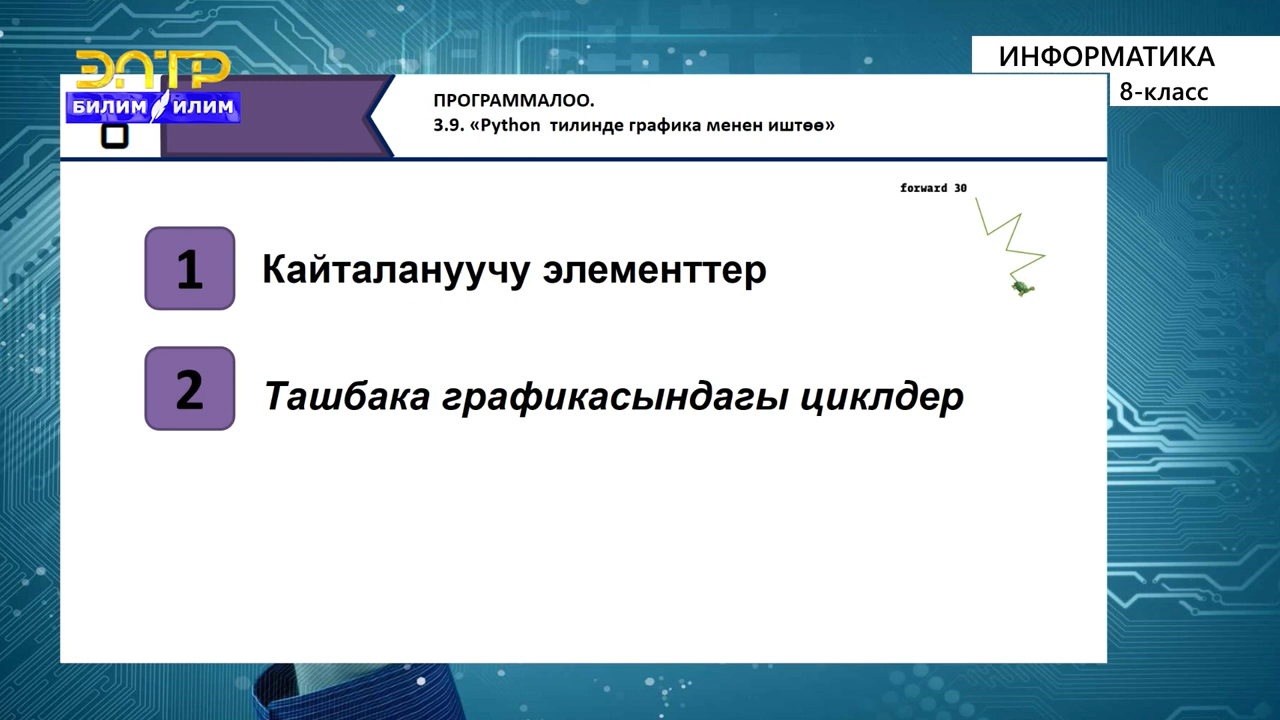 ЭЛТР
БИЛИМ ИЛИМ
ИНФОРМАТИКА
8-класс
ПРОГРАММАЛОО.
3.9. «Python тилинде графика менен иштөө»
forward 30
1 Кайталануучу элементтер
2 Ташбака графикасындагы циклдер